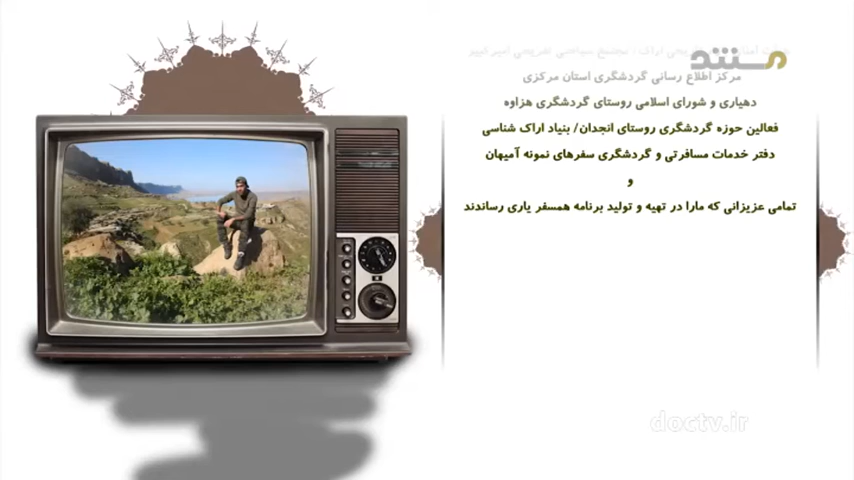 مستند
مرکز اطلاع رسانی گردشگری استان مرکزی
دهیاری و شورای اسلامی روستای گردشگری هزاوه
فعالین حوزه گردشگری روستای انجدان/ بنیاد اراک شناسی
دفتر خدمات مسافرتی و گردشگری سفرهای نمونه آمیهان
و
تمامی عزیزانی که مارا در تهیه و تولید برنامه همسفر یاری رساندند
doctv.ir